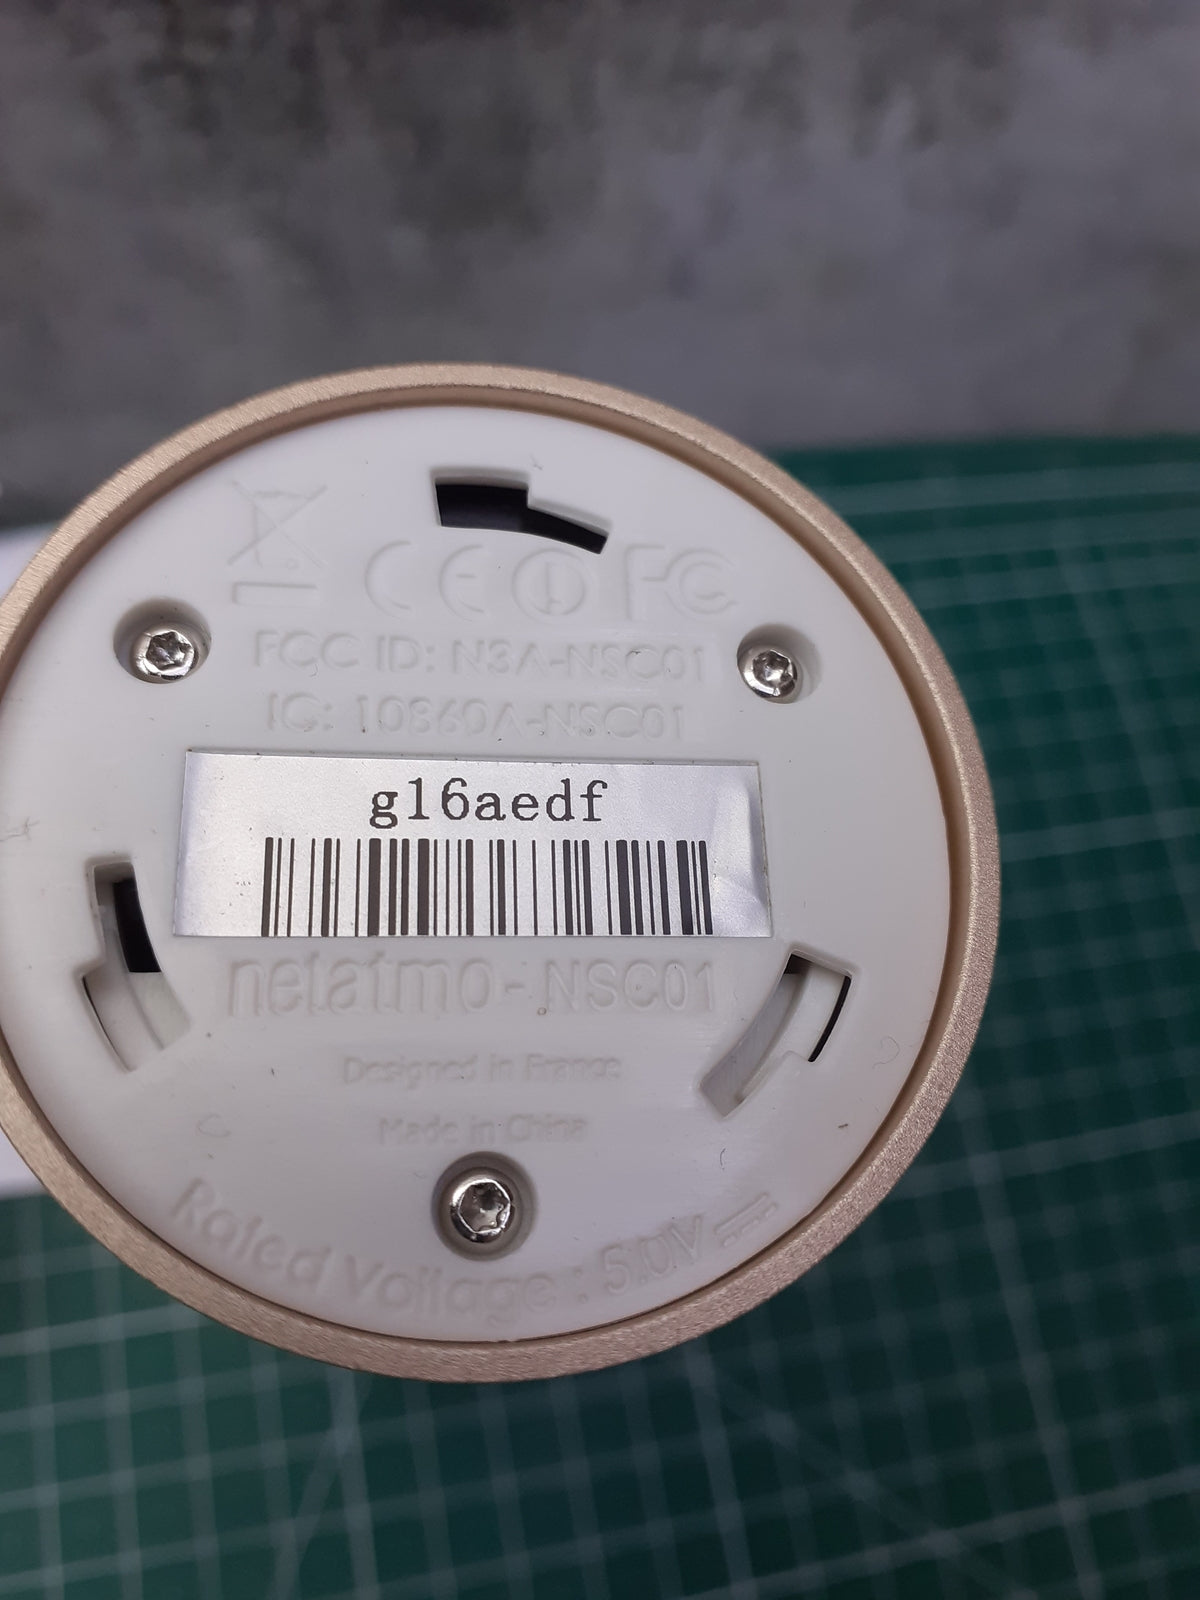 CE FC
FCC ID: N3A-NSC01
IC: 10860A-NSC01
g16aedf
netatmo - NSC01
Designed in France
Made in China
Rated Voltage : 5.0V